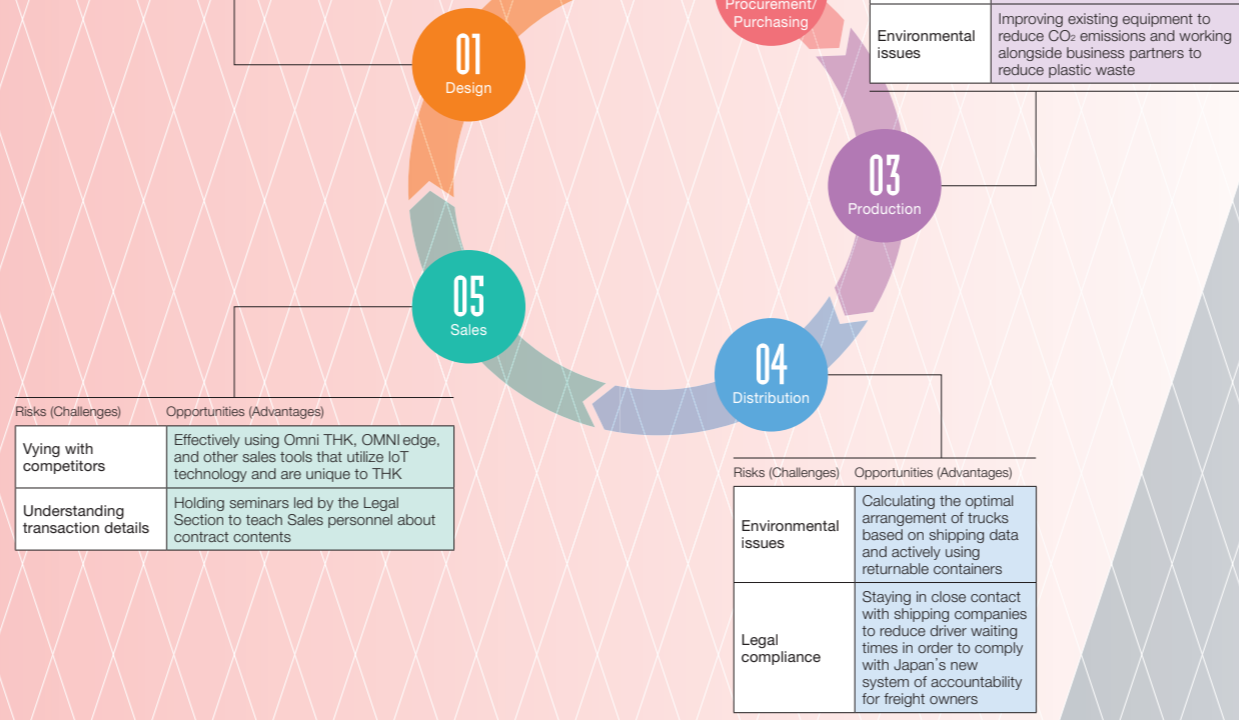 Procurement/
Purchasing
Environmental
issues
Improving existing equipment to
reduce CO₂ emissions and working
alongside business partners to
reduce plastic waste
01
Design
03
Production
05
Sales
04
Distribution
Risks (Challenges) Opportunities (Advantages)
Vying with
competitors
Effectively using Omni THK, OMNI edge,
and other sales tools that utilize IoT
technology and are unique to THK
Understanding
transaction details
Holding seminars led by the Legal
Section to teach Sales personnel about
contract contents
Risks (Challenges) Opportunities (Advantages)
Environmental
issues
Calculating the optimal
arrangement of trucks
based on shipping data
and actively using
returnable containers
Legal
compliance
Staying in close contact
with shipping companies
to reduce driver waiting
times in order to comply
with Japan's new
system of accountability
for freight owners